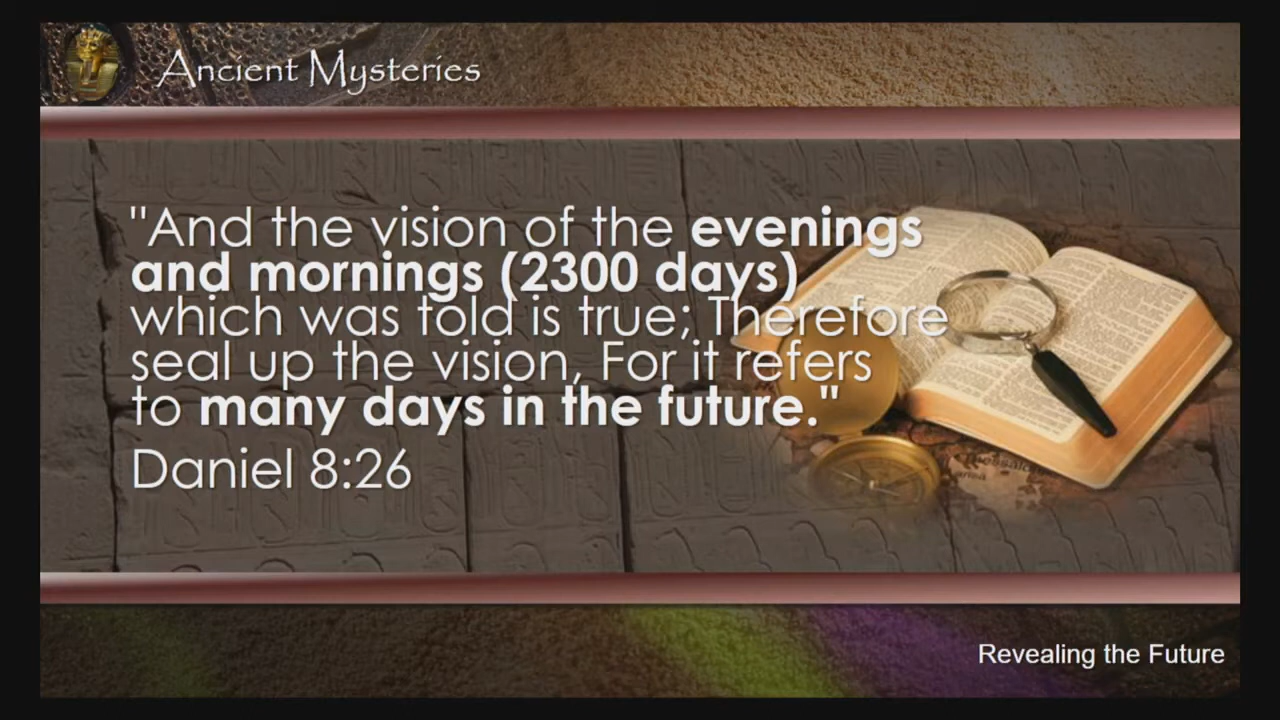 Ancient Mysteries
"And the vision of the evenings
and mornings (2300 days)
which was told is true; Therefore
seal up the vision, For it refers
to many days in the future."
Daniel 8:26
Revealing the Future